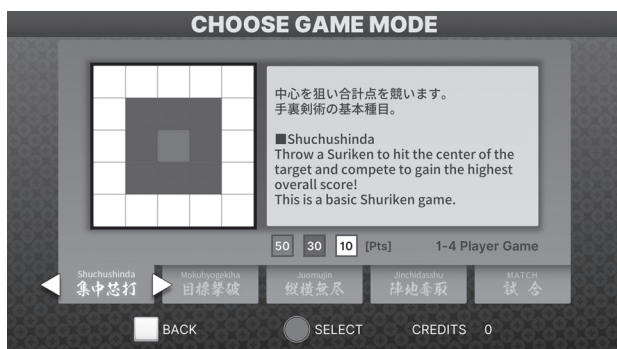 CHOOSE GAME MODE
中心を狙い合計点を競います。
手裏剣術の基本種目。
■Shuchushinda
Throw a Suriken to hit the center of the
target and compete to gain the highest
overall score!
This is a basic Shuriken game.
50 30 10 [Pts] 1-4 Player Game
Shuchushinda Mokuhyogekiha Juomujin Jinchidasshu MATCH
集中芯打 目標撃破 縦横無尽 陣地奪取 試合
BACK SELECT CREDITS 0